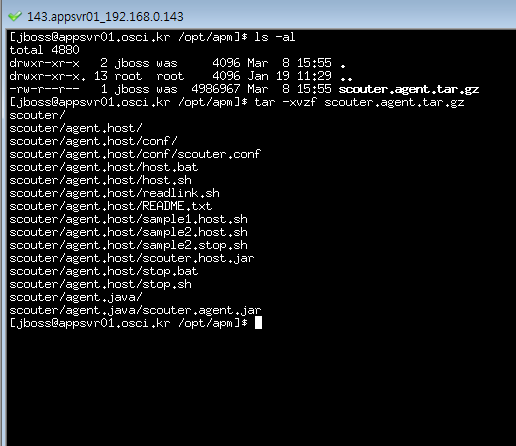 143.appsvr01_192.168.0.143
[jboss@appsvr01.osci.kr /opt/apm]$ ls -al
total 4880
drwxr-xr-x   2 jboss was     4096 Mar  8 15:55 .
drwxr-xr-x. 13 root  root    4096 Jan 19 11:29 ..
-rw-r--r--   1 jboss was  4986967 Mar  8 15:55 scouter.agent.tar.gz
[jboss@appsvr01.osci.kr /opt/apm]$ tar -xvzf scouter.agent.tar.gz
scouter/
scouter/agent.host/
scouter/agent.host/conf/
scouter/agent.host/conf/scouter.conf
scouter/agent.host/host.bat
scouter/agent.host/host.sh
scouter/agent.host/readlink.sh
scouter/agent.host/README.txt
scouter/agent.host/sample1.host.sh
scouter/agent.host/sample2.host.sh
scouter/agent.host/sample2.stop.sh
scouter/agent.host/scouter.host.jar
scouter/agent.host/stop.bat
scouter/agent.host/stop.sh
scouter/agent.java/
scouter/agent.java/scouter.agent.jar
[jboss@appsvr01.osci.kr /opt/apm]$